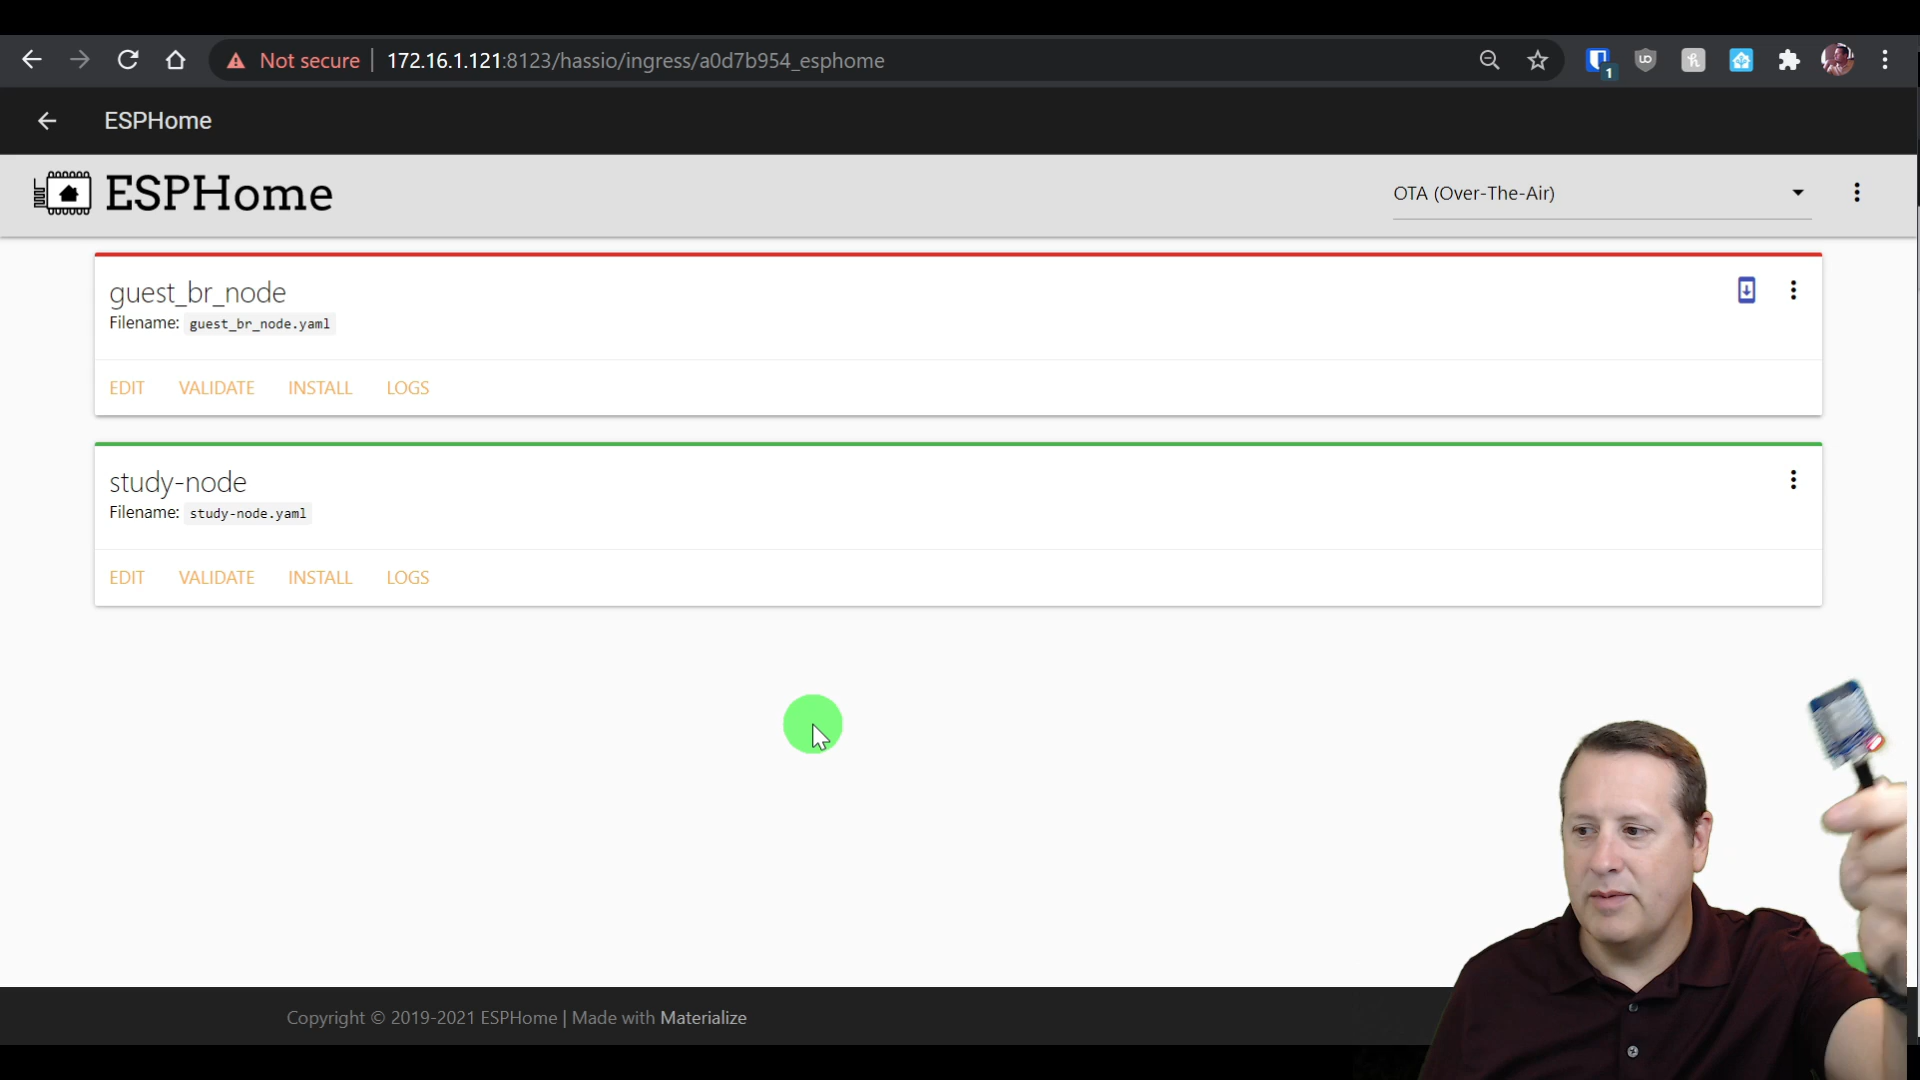 Not secure | 172.16.1.121:8123/hassio/ingress/a0d7b954_esphome
1
ESPHome
ESPHome
OTA (Over-The-Air)
guest_br_node
Filename: guest_br_node.yaml
EDIT VALIDATE INSTALL LOGS
study-node
Filename: study-node.yaml
EDIT VALIDATE INSTALL LOGS
Copyright © 2019-2021 ESPHome | Made with Materialize